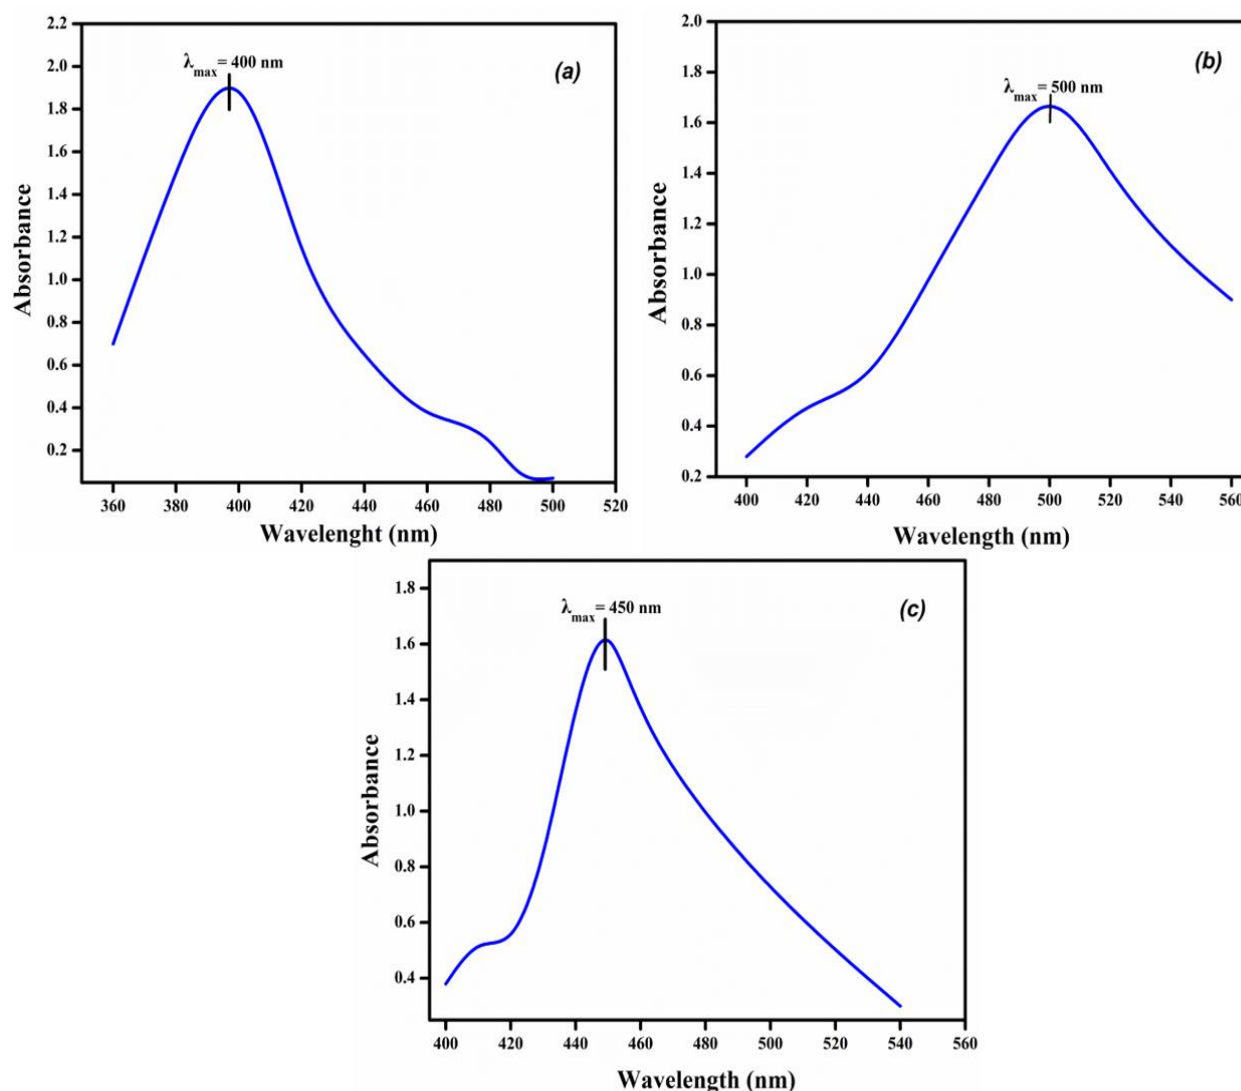 2.2
2.0
1.8
1.6
1.4
1.2
1.0
0.8
0.6
0.4
0.2
Absorbance
λmax= 400 nm
(a)
360 380 400 420 440 460 480 500 520
Wavelenght (nm)
2.0
1.8
1.6
1.4
1.2
1.0
0.8
0.6
0.4
0.2
Absorbance
λmax= 500 nm
(b)
400 420 440 460 480 500 520 540 560
Wavelength (nm)
1.8
1.6
1.4
1.2
1.0
0.8
0.6
0.4
Absorbance
λmax= 450 nm
(c)
400 420 440 460 480 500 520 540 560
Wavelength (nm)